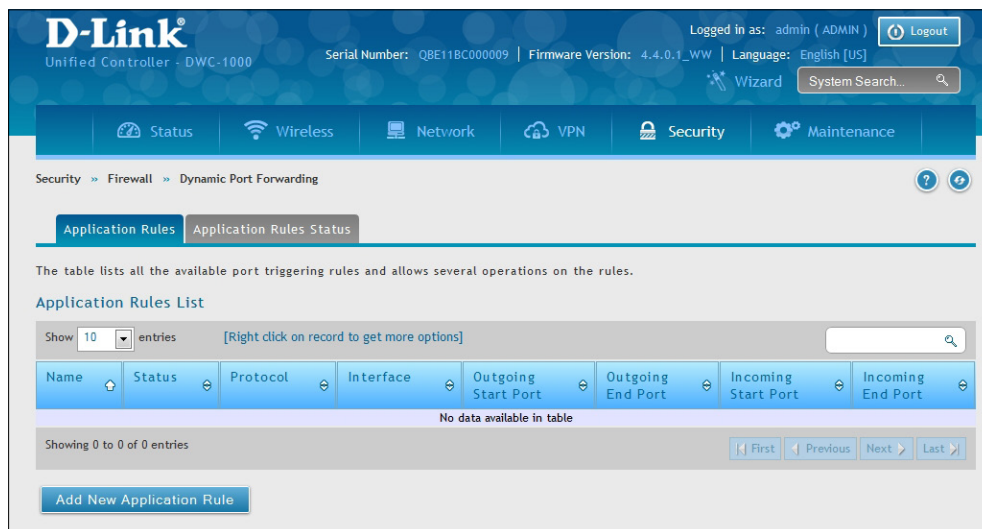 D-Link®
Unified Controller - DWC-1000
Logged in as: admin ( ADMIN ) Logout
Serial Number: QBE11BC000009 | Firmware Version: 4.4.0.1_WW | Language: English [US]
Wizard System Search...
Status Wireless Network VPN Security Maintenance
Security » Firewall » Dynamic Port Forwarding ?
Application Rules Application Rules Status
The table lists all the available port triggering rules and allows several operations on the rules.
Application Rules List
Show 10 entries [Right click on record to get more options]
Name Status Protocol Interface Outgoing Start Port Outgoing End Port Incoming Start Port Incoming End Port
No data available in table
Showing 0 to 0 of 0 entries First Previous Next Last
Add New Application Rule